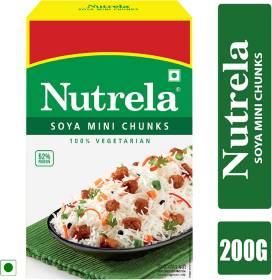 Nutrela®
SOYA MINI CHUNKS
100% VEGETARIAN
52%
PROTEIN
Nutrela
SOYA MINI CHUNKS
200G